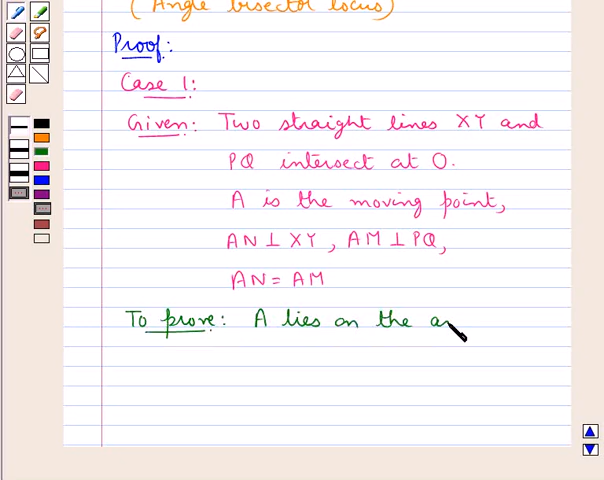 (Angle bisector locus)
Proof:
Case 1:
Given: Two straight lines XY and
PQ intersect at O.
A is the moving point,
AN ⊥ XY, AM ⊥ PQ,
AN = AM
To prove: A lies on the an